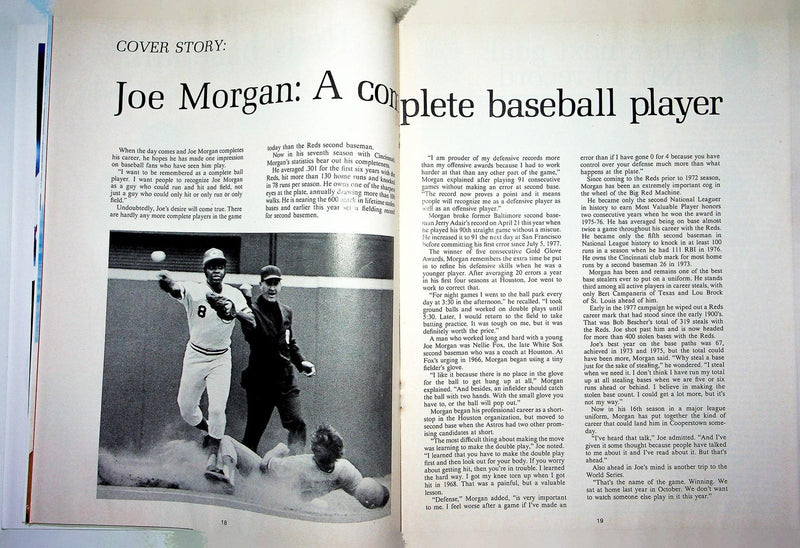 COVER STORY:
Joe Morgan: A complete baseball player
When the day comes and Joe Morgan completes
his career, he hopes he has made one impression
on baseball fans who have seen him play.
"I want to be remembered as a complete ball
player. I want people to recognize Joe Morgan
as a guy who could run and hit and field, not
just a guy who could only hit or only run or only
field."
Undoubtedly, Joe's desire will come true. There
are hardly any more complete players in the game
today than the Reds second baseman.
Now in his seventh season with Cincinnati,
Morgan's statistics bear out his completeness.
He averaged .301 for the first six years with the
Reds, hit more than 130 home runs and knocked
in 78 runs per season. He owns one of the sharpest
eyes at the plate, annually drawing more than 100
walks. He is nearing the 600 mark in lifetime stolen
bases and earlier this year set a fielding record
for second basemen.
8
18
"I am prouder of my defensive records more
than my offensive awards because I had to work
harder at that than any other part of the game,"
Morgan explained after playing 91 consecutive
games without making an error at second base.
"The record now proves a point and it means
people will recognize me as a defensive player as
well as an offensive player."
Morgan broke former Baltimore second base-
man Jerry Adair's record on April 21 this year when
he played his 90th straight game without a miscue.
He increased it to 91 the next day at San Francisco
before committing his first error since July 5, 1977.
The winner of five consecutive Gold Glove
Awards, Morgan remembers the extra time he put
in to refine his defensive skills when he was a
younger player. After averaging 20 errors a year
in his first four seasons at Houston, Joe went to
work to correct that.
"For night games I went to the ball park every
day at 3:30 in the afternoon," he recalled. "I took
ground balls and worked on double plays until
5:30. Later, I would return to the field to take
batting practice. It was tough on me, but it was
definitely worth the price."
A man who worked long and hard with a young
Joe Morgan was Nellie Fox, the late White Sox
second baseman who was a coach at Houston. At
Fox's urging in 1966, Morgan began using a tiny
fielder's glove.
"I like it because there is no place in the glove
for the ball to get hung up at all," Morgan
explained. "And besides, an infielder should catch
the ball with two hands. With the small glove you
have to, or the ball will pop out."
Morgan began his professional career as a short-
stop in the Houston organization, but moved to
second base when the Astros had two other prom-
ising candidates at short.
"The most difficult thing about making the move
was learning to make the double play," Joe noted.
"I learned that you have to make the double play
first and then look out for your body. If you worry
about getting hit, then you're in trouble. I learned
the hard way. I got my knee torn up when I got
hit in 1968. That was a painful, but a valuable
lesson.
"Defense," Morgan added, "is very important
to me. I feel worse after a game if I've made an
error than if I have gone 0 for 4 because you have
control over your defense much more than what
happens at the plate."
Since coming to the Reds prior to 1972 season,
Morgan has been an extremely important cog in
the wheel of the Big Red Machine.
He became only the second National Leaguer
in history to earn Most Valuable Player honors
two consecutive years when he won the award in
1975-76. He has averaged being on base almost
twice a game throughout his career with the Reds.
He became only the fifth second baseman in
National League history to knock in at least 100
runs in a season when he had 111 RBI in 1976.
He owns the Cincinnati club mark for most home
runs by a second baseman 26 in 1973.
Morgan has been and remains one of the best
base stealers ever to put on a uniform. He stands
third among all active players in career steals, with
only Bert Campaneris of Texas and Lou Brock
of St. Louis ahead of him.
Early in the 1977 campaign he wiped out a Reds
career mark that had stood since the early 1900's.
That was Bob Bescher's total of 319 steals with
the Reds. Joe shot past him and is now headed
for more than 400 stolen bases with the Reds.
Joe's best year on the base paths was 67,
achieved in 1973 and 1975, but the total could
have been more, Morgan said. "Why steal a base
just for the sake of stealing," he wondered. "I steal
when we need it. I don't think I have run my total
up at all stealing bases when we are five or six
runs ahead or behind. I believe in making the
stolen base count. I could get a lot more, but it's
not my way."
Now in his 16th season in a major league
uniform, Morgan has put together the kind of
career that could land him in Cooperstown some-
day.
"I've heard that talk," Joe admitted. "And I've
given it some thought because people have talked
to me about it and I've read about it. But that's
ahead."
Also ahead in Joe's mind is another trip to the
World Series.
"That's the name of the game. Winning. We
sat at home last year in October. We don't want
to watch someone else play in it this year."
19